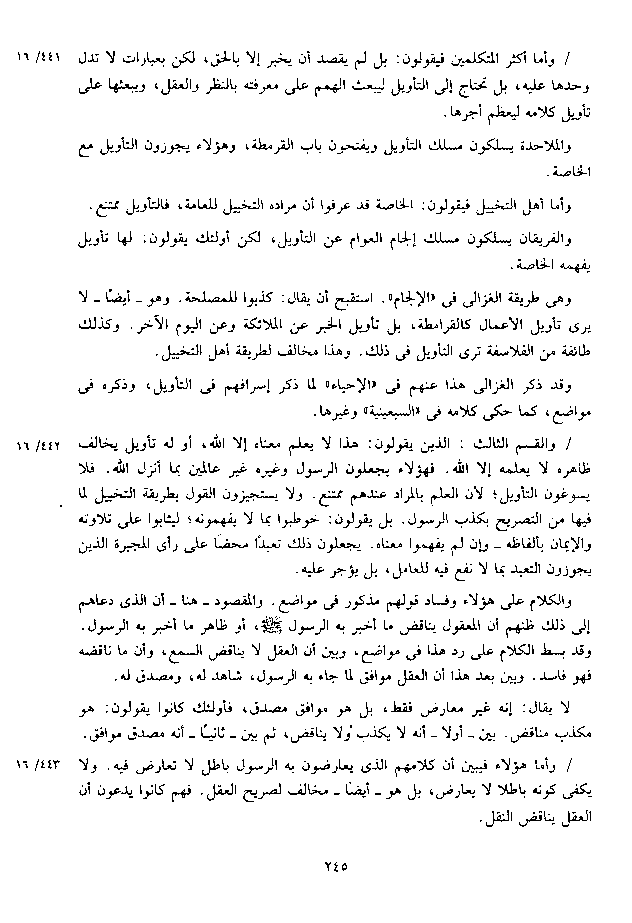 ١٦/٤٤١ / وأما أكثر المتكلمين فيقولون: بل لم يقصد أن يخبر إلا بالحق، لكن بعبارات لا تدل
وحدها عليه، بل تحتاج إلى التأويل ليبعث الهمم على معرفته بالنظر والعقل، ويبعثها على
تأويل كلامه ليعظم أجرها.
والملاحدة يسلكون مسلك التأويل ويفتحون باب القرمطة، وهؤلاء يجوزون التأويل مع
الخاصة.
وأما أهل التخييل فيقولون: الخاصة قد عرفوا أن مراده التخييل للعامة، فالتأويل ممتنع.
والفريقان يسلكون مسلك إلجام العوام عن التأويل، لكن أولئك يقولون: لها تأويل
يفهمه الخاصة.
وهى طريقة الغزالى فى «الإلجام». استقبح أن يقال: كذبوا للمصلحة. وهو ـ أيضًا ـ لا
يرى تأويل الأعمال كالقرامطة، بل تأويل الخبر عن الملائكة وعن اليوم الآخر. وكذلك
طائفة من الفلاسفة ترى التأويل فى ذلك. وهذا مخالف لطريقة أهل التخييل.
وقد ذكر الغزالى هذا عنهم فى «الإحياء» لما ذكر إسرافهم فى التأويل، وذكره فى
مواضع، كما حكى كلامه فى «السبعينية» وغيرها.
١٦/٤٤٢ / والقسم الثالث : الذين يقولون: هذا لا يعلم معناه إلا الله، أو له تأويل يخالف
ظاهره لا يعلمه إلا الله. فهؤلاء يجعلون الرسول وغيره غير عالمين بما أنزل الله. فلا
يسوغون التأويل؛ لأن العلم بالمراد عندهم ممتنع. ولا يستجيزون القول بطريقة التخييل لما
فيها من التصريح بكذب الرسول. بل يقولون: خوطبوا بما لا يفهمونه؛ ليثابوا على تلاوته
والإيمان بألفاظه ـ وإن لم يفهموا معناه. يجعلون ذلك تعبدًا محضًا على رأى المجبرة الذين
يجوزون التعبد بما لا نفع فيه للعامل، بل يؤجر عليه.
والكلام على هؤلاء وفساد قولهم مذكور فى مواضع. والمقصود ـ هنا ـ أن الذى دعاهم
إلى ذلك ظنهم أن المعقول يناقض ما أخبر به الرسول ﷺ، أو ظاهر ما أخبر به الرسول.
وقد بسط الكلام على رد هذا فى مواضع، وبين أن العقل لا يناقض السمع، وأن ما ناقضه
فهو فاسد. وبين بعد هذا أن العقل موافق لما جاء به الرسول، شاهد له، ومصدق له.
لا يقال: إنه غير معارض فقط، بل هو موافق مصدق، فأولئك كانوا يقولون: هو
مكذب مناقض. بين ـ أولا ـ أنه لا يكذب ولا يناقض، ثم بين ـ ثانيًا ـ أنه مصدق موافق.
١٦/٤٤٣ / وأما هؤلاء فيبين أن كلامهم الذى يعارضون به الرسول باطل لا تعارض فيه. ولا
يكفى كونه باطلا لا يعارض، بل هو ـ أيضًا ـ مخالف لصريح العقل. فهم كانوا يدعون أن
العقل يناقض النقل.
٢٤٥